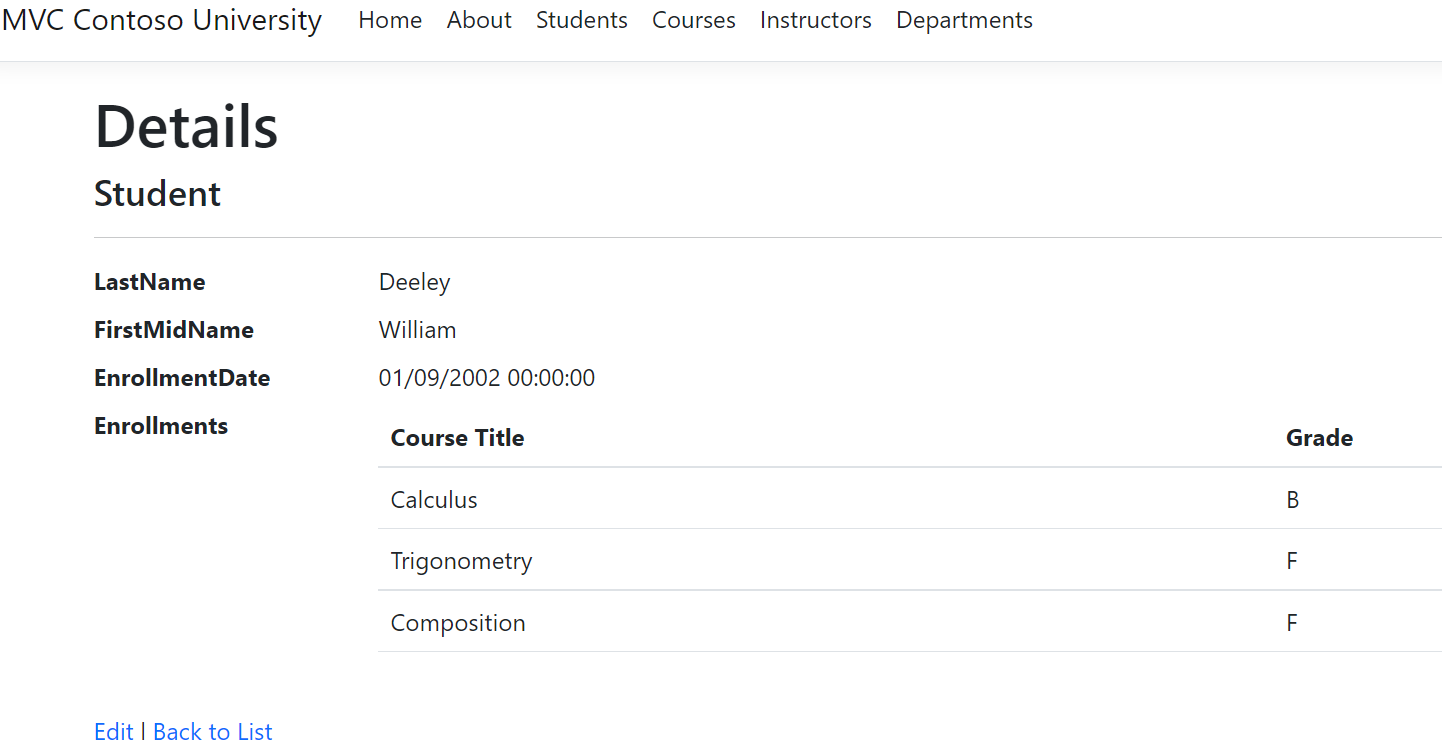 MVC Contoso University Home About Students Courses Instructors Departments
Details
Student
LastName Deeley
FirstMidName William
EnrollmentDate 01/09/2002 00:00:00
Enrollments
Course Title Grade
Calculus B
Trigonometry F
Composition F
Edit | Back to List